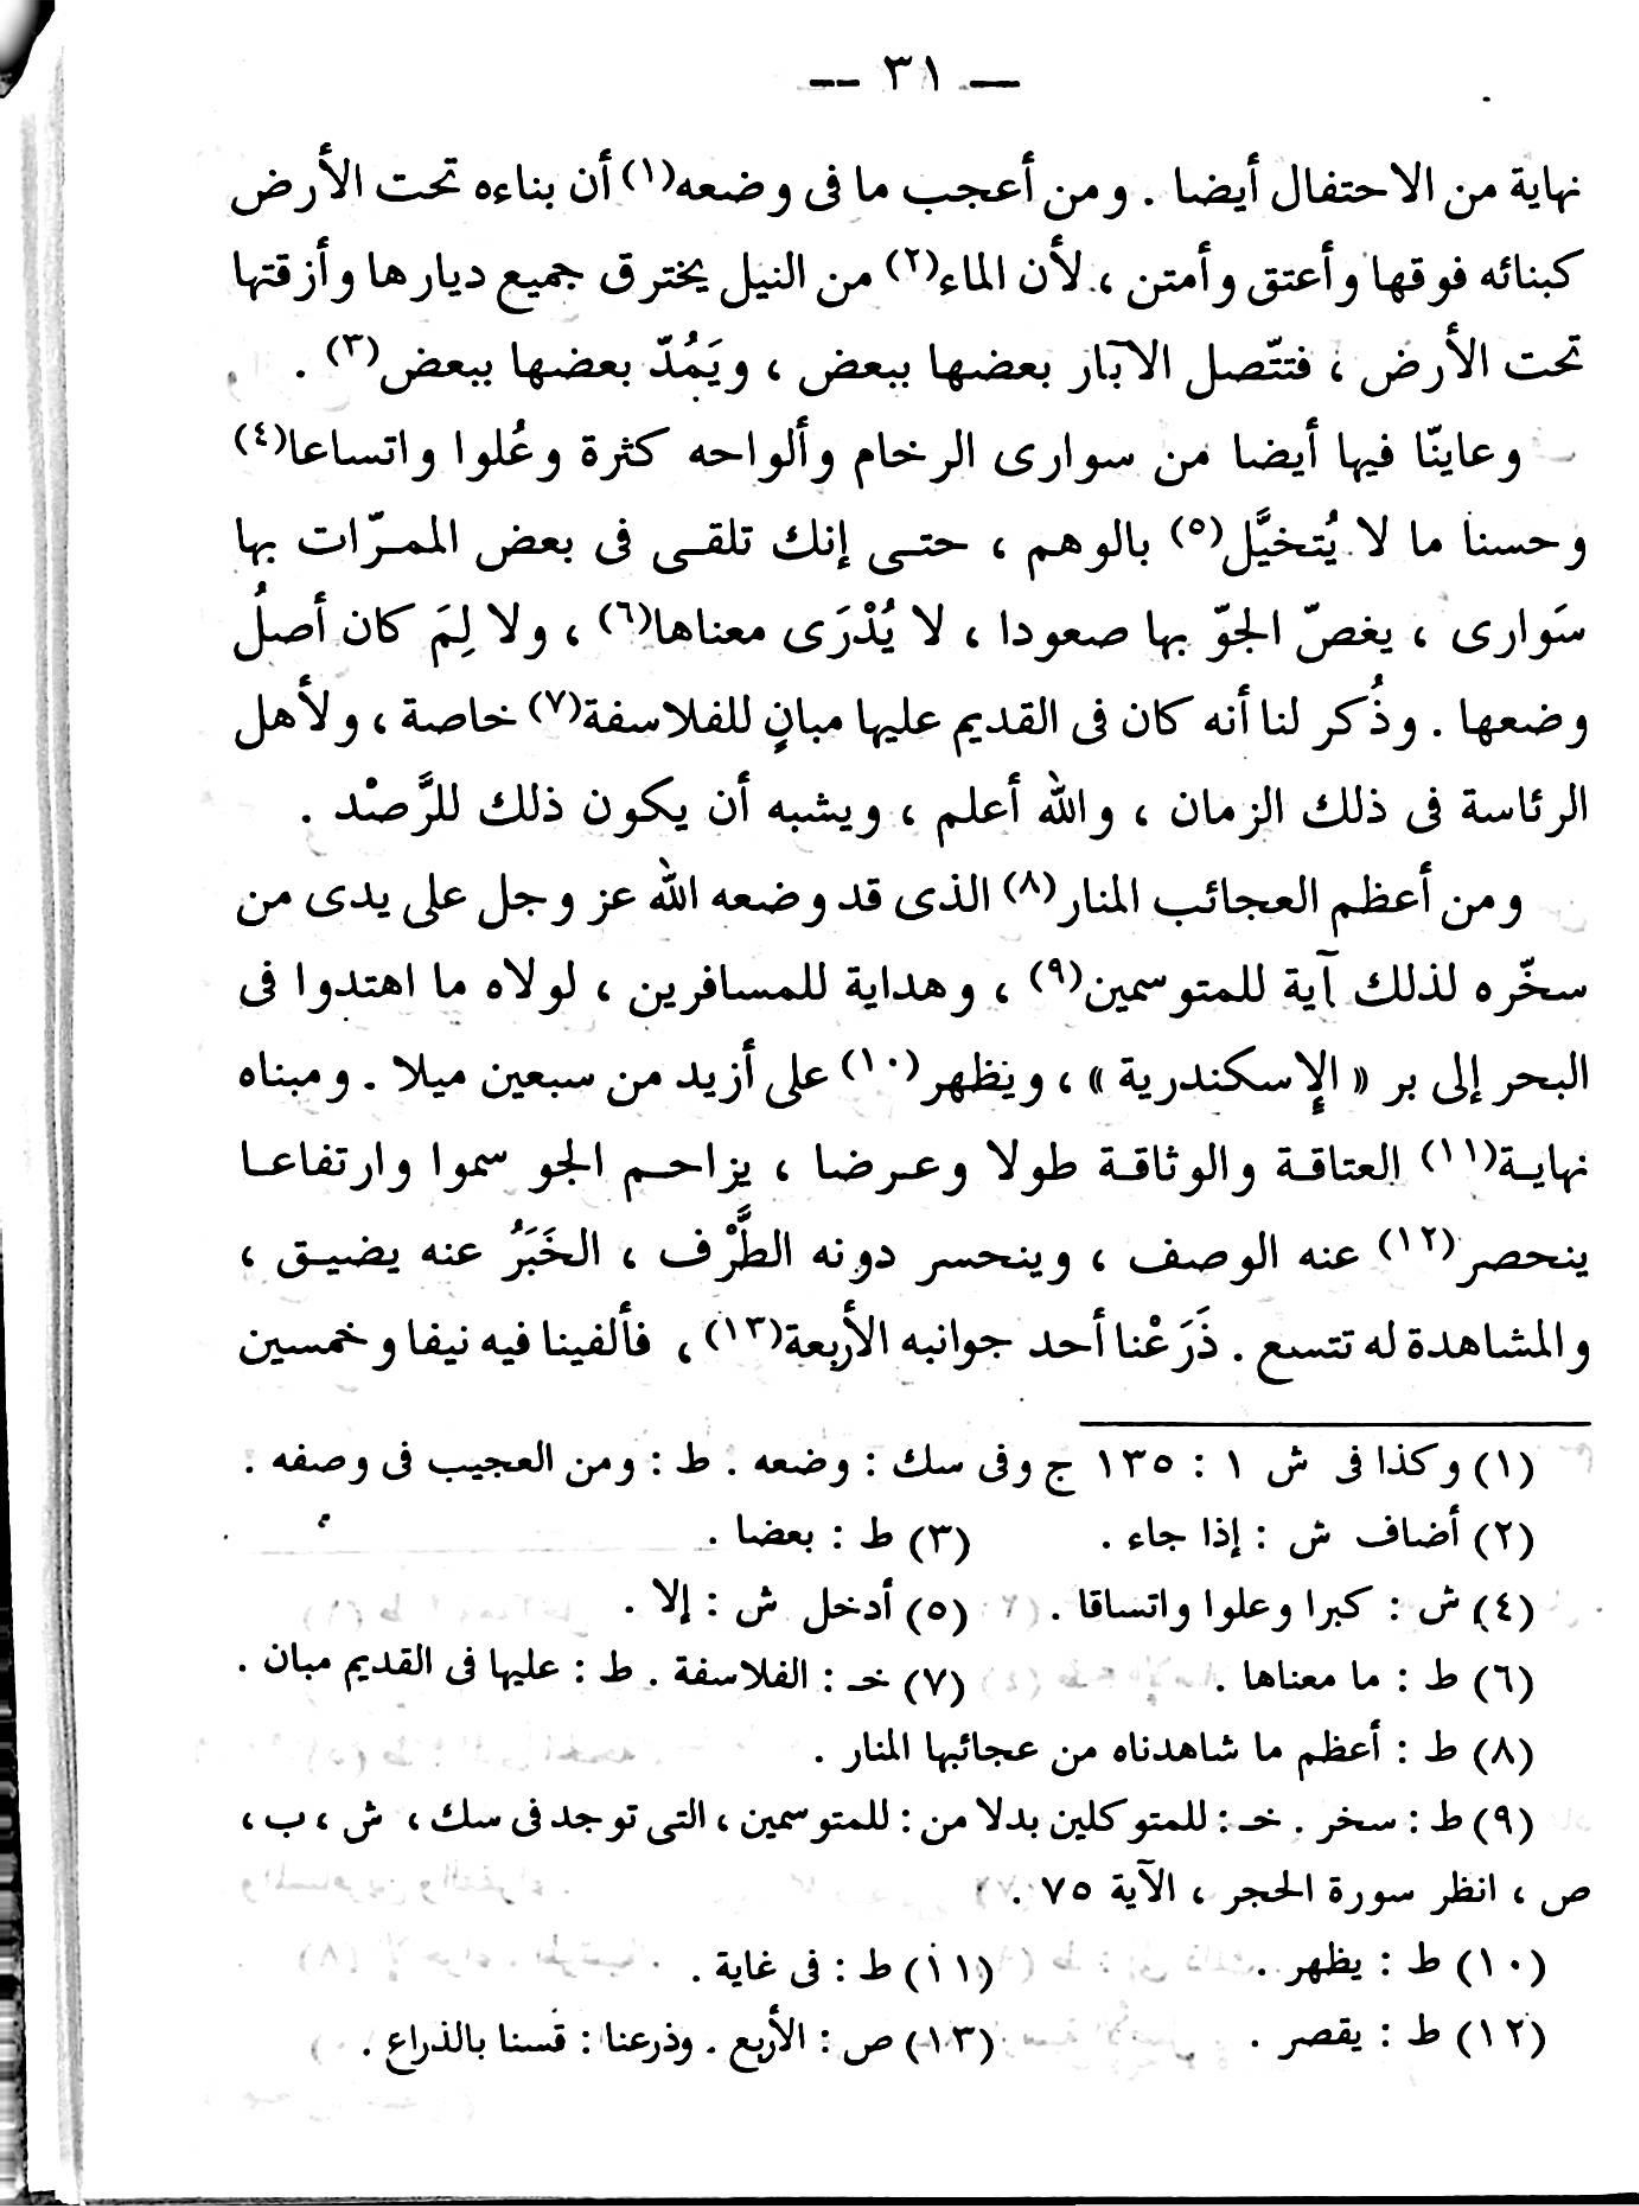 — ٣١ —
نهاية من الاحتفال أيضا . ومن أعجب ما فى وضعه(١) أن بناءه تحت الأرض
كبنائه فوقها وأعتق وأمتن ، لأن الماء(٢) من النيل يخترق جميع ديارها وأزقتها
تحت الأرض ، فتتّصل الآبار بعضها ببعض ، ويَمُدّ بعضها ببعض(٣) .
وعاينّا فيها أيضا من سوارى الرخام وألواحه كثرة وعُلوا واتساعا(٤)
وحسنا ما لا يُتخيَّل(٥) بالوهم ، حتى إنك تلقى فى بعض الممرّات بها
سَوارى ، يغصّ الجوّ بها صعودا ، لا يُدْرَى معناها(٦) ، ولا لِمَ كان أصلُ
وضعها . وذُكر لنا أنه كان فى القديم عليها مبانٍ للفلاسفة(٧) خاصة ، ولأهل
الرئاسة فى ذلك الزمان ، والله أعلم ، ويشبه أن يكون ذلك للرَّصْد .
ومن أعظم العجائب المنار(٨) الذى قد وضعه الله عز وجل على يدى من
سخّره لذلك آية للمتوسمين(٩) ، وهداية للمسافرين ، لولاه ما اهتدوا فى
البحر إلى بر « الإسكندرية » ، ويظهر(١٠) على أزيد من سبعين ميلا . ومبناه
نهاية(١١) العتاقة والوثاقة طولا وعرضا ، يزاحم الجو سموا وارتفاعا
ينحصر(١٢) عنه الوصف ، وينحسر دونه الطَّرْف ، الخَبَرُ عنه يضيق ،
والمشاهدة له تتسع . ذَرَعْنا أحد جوانبه الأربعة(١٣) ، فألفينا فيه نيفا وخمسين
(١) وكذا فى ش ١ : ١٣٥ ج وفى سك : وضعه . ط : ومن العجيب فى وصفه .
(٢) أضاف ش : إذا جاء . (٣) ط : بعضا .
(٤) ش : كبرا وعلوا واتساقا . (٥) أدخل ش : إلا .
(٦) ط : ما معناها . (٧) خـ : الفلاسفة . ط : عليها فى القديم مبان .
(٨) ط : أعظم ما شاهدناه من عجائبها المنار .
(٩) ط : سخر . خـ : للمتوكلين بدلا من : للمتوسمين ، التى توجد فى سك ، ش ، ب ،
ص ، انظر سورة الحجر ، الآية ٧٥ .
(١٠) ط : يظهر . (١١) ط : فى غاية .
(١٢) ط : يقصر . (١٣) ص : الأربع . وذرعنا : قسنا بالذراع .